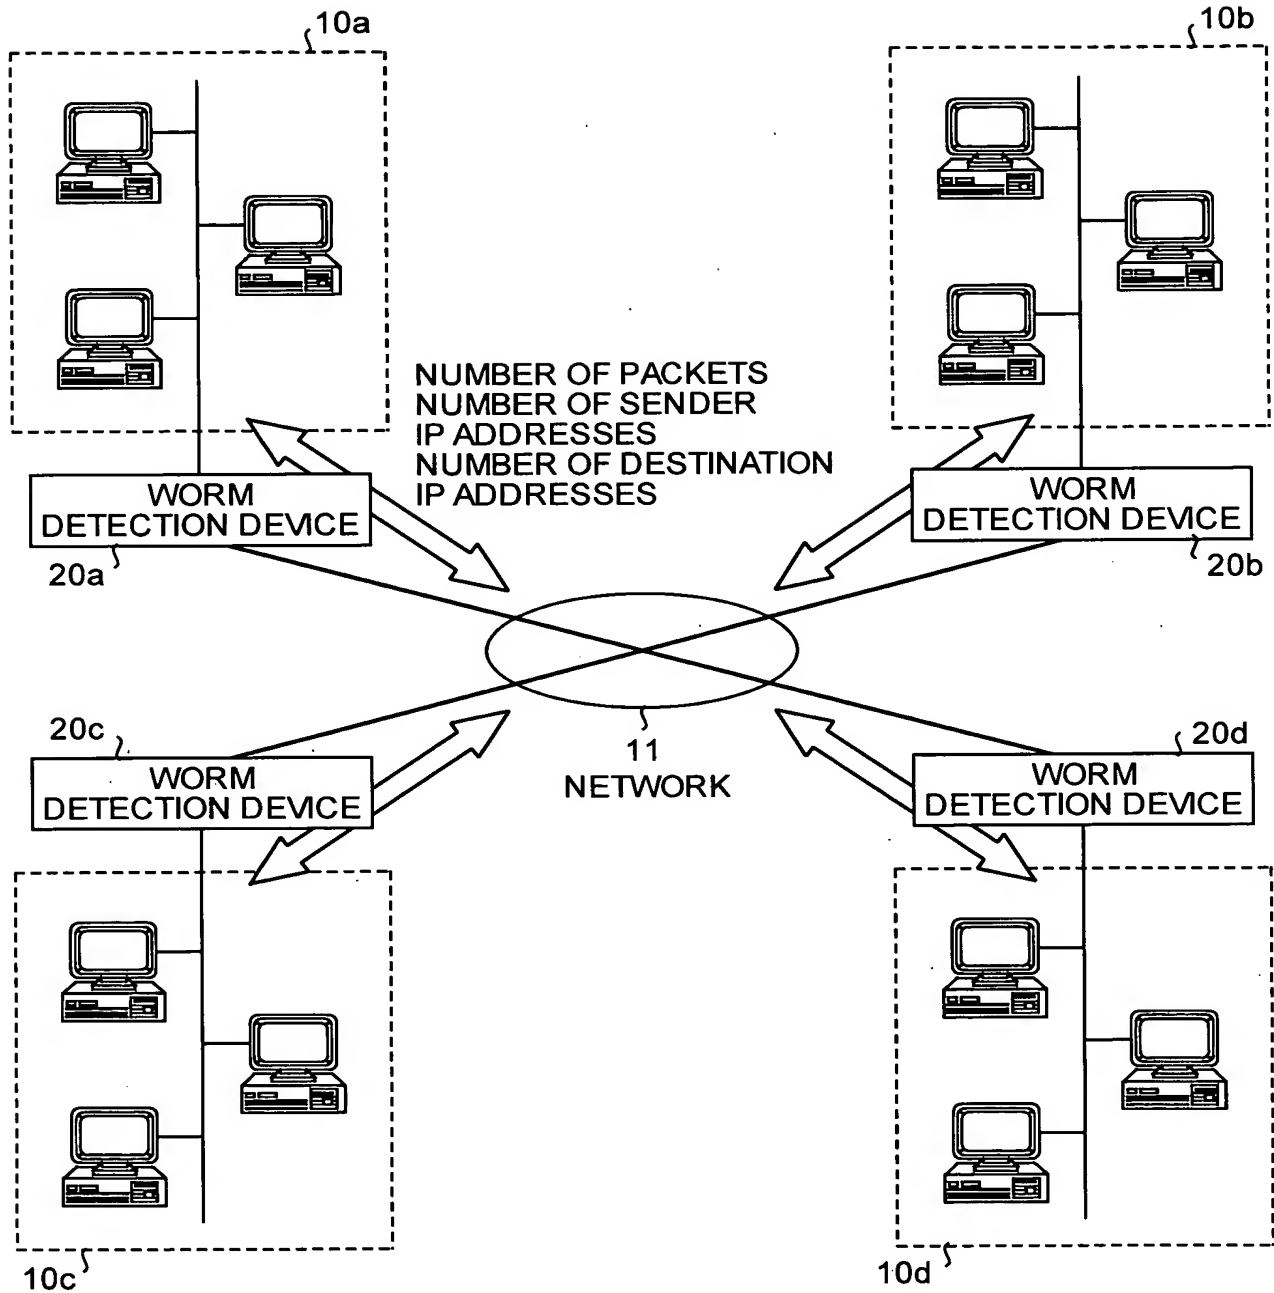 10a
10b
NUMBER OF PACKETS
NUMBER OF SENDER
IP ADDRESSES
NUMBER OF DESTINATION
IP ADDRESSES
WORM
DETECTION DEVICE
20a
WORM
DETECTION DEVICE
20b
11
NETWORK
20c
WORM
DETECTION DEVICE
20d
WORM
DETECTION DEVICE
10c
10d